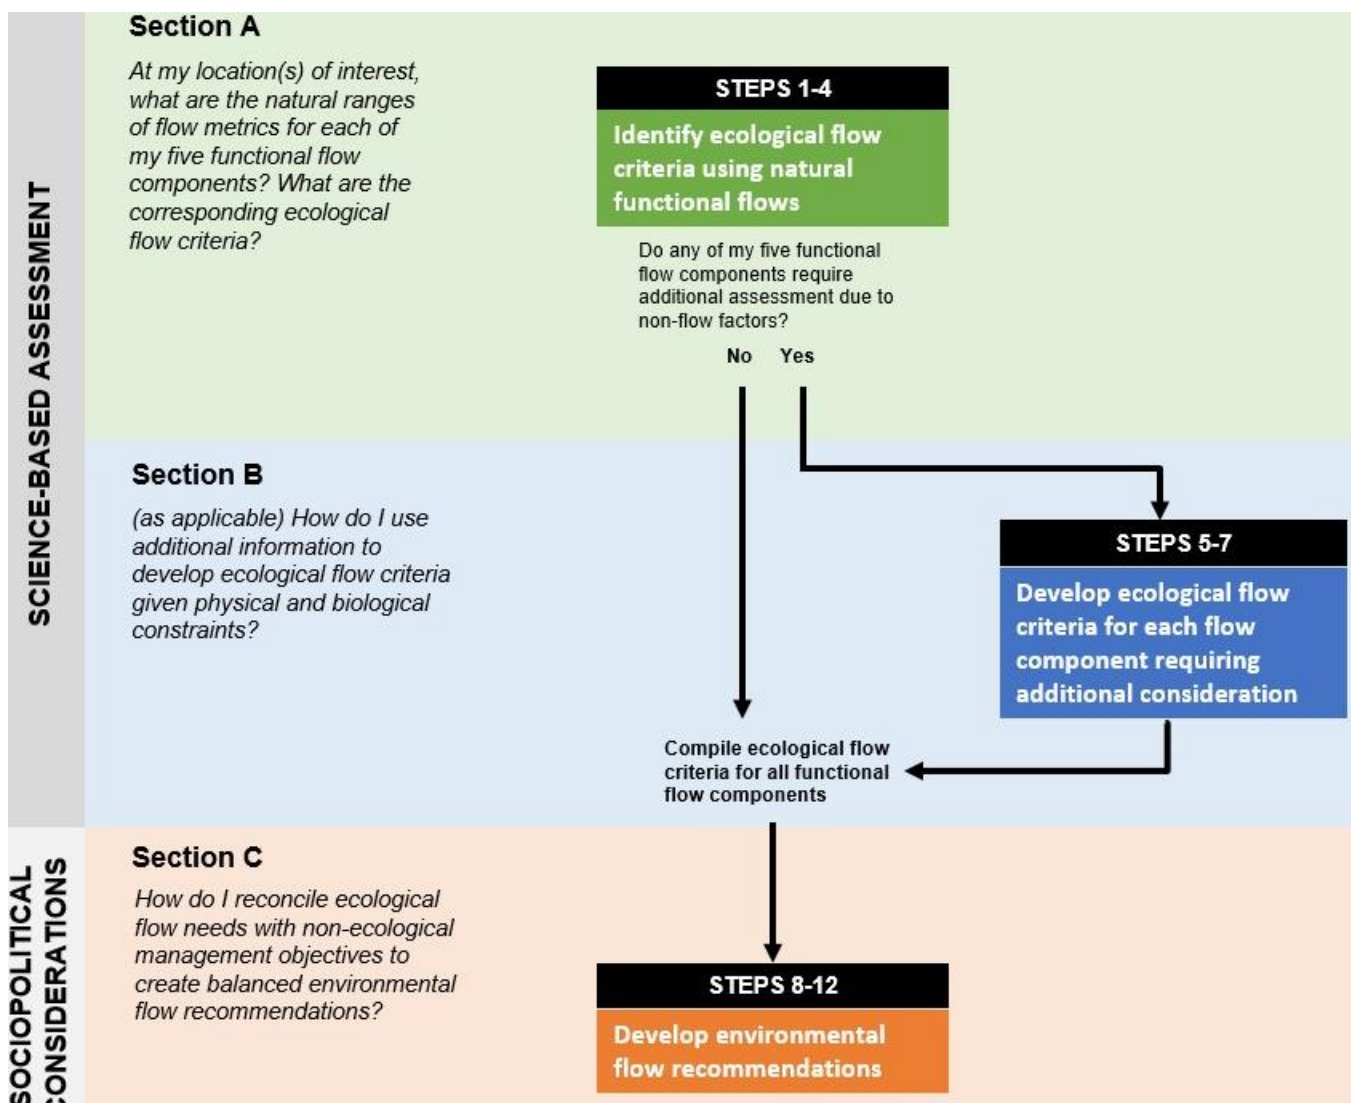 SCIENCE-BASED ASSESSMENT
Section A
At my location(s) of interest,
what are the natural ranges
of flow metrics for each of
my five functional flow
components? What are the
corresponding ecological
flow criteria?
STEPS 1-4
Identify ecological flow
criteria using natural
functional flows
Do any of my five functional
flow components require
additional assessment due to
non-flow factors?
No Yes
Section B
(as applicable) How do I use
additional information to
develop ecological flow criteria
given physical and biological
constraints?
STEPS 5-7
Develop ecological flow
criteria for each flow
component requiring
additional consideration
Compile ecological flow
criteria for all functional
flow components
SOCIOPOLITICAL
CONSIDERATIONS
Section C
How do I reconcile ecological
flow needs with non-ecological
management objectives to
create balanced environmental
flow recommendations?
STEPS 8-12
Develop environmental
flow recommendations